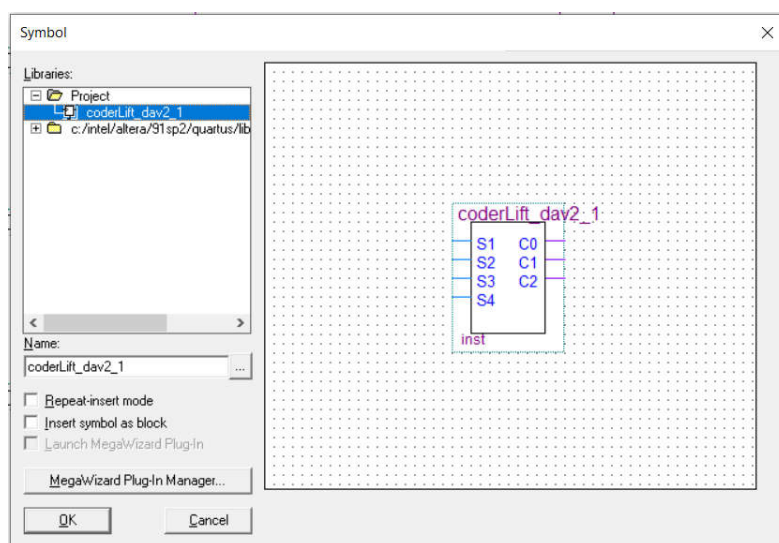 Symbol
Libraries:
Project
coderLift_dav2_1
c:/intel/altera/91sp2/quartus/lib
Name:
coderLift_dav2_1
...
Repeat-insert mode
Insert symbol as block
Launch MegaWizard Plug-In
MegaWizard Plug-In Manager...
OK
Cancel
coderLift_dav2_1
S1 C0
S2 C1
S3 C2
S4
inst